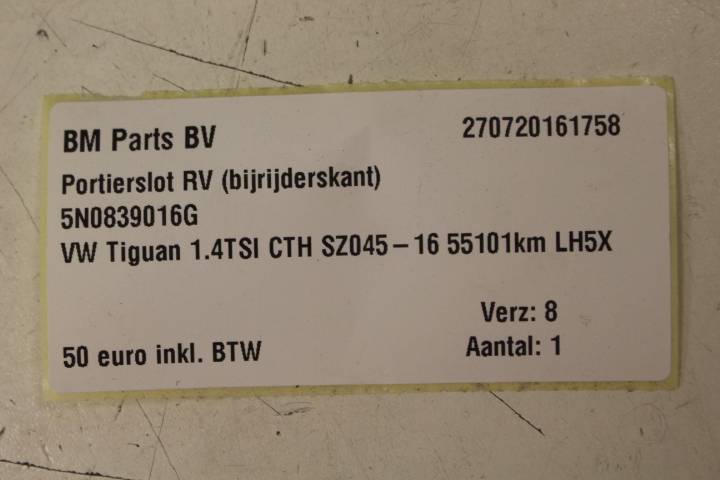 BM Parts BV 270720161758
Portierslot RV (bijrijderskant)
5N0839016G
VW Tiguan 1.4TSI CTH SZ045-16 55101km LH5X
Verz: 8
50 euro inkl. BTW Aantal: 1